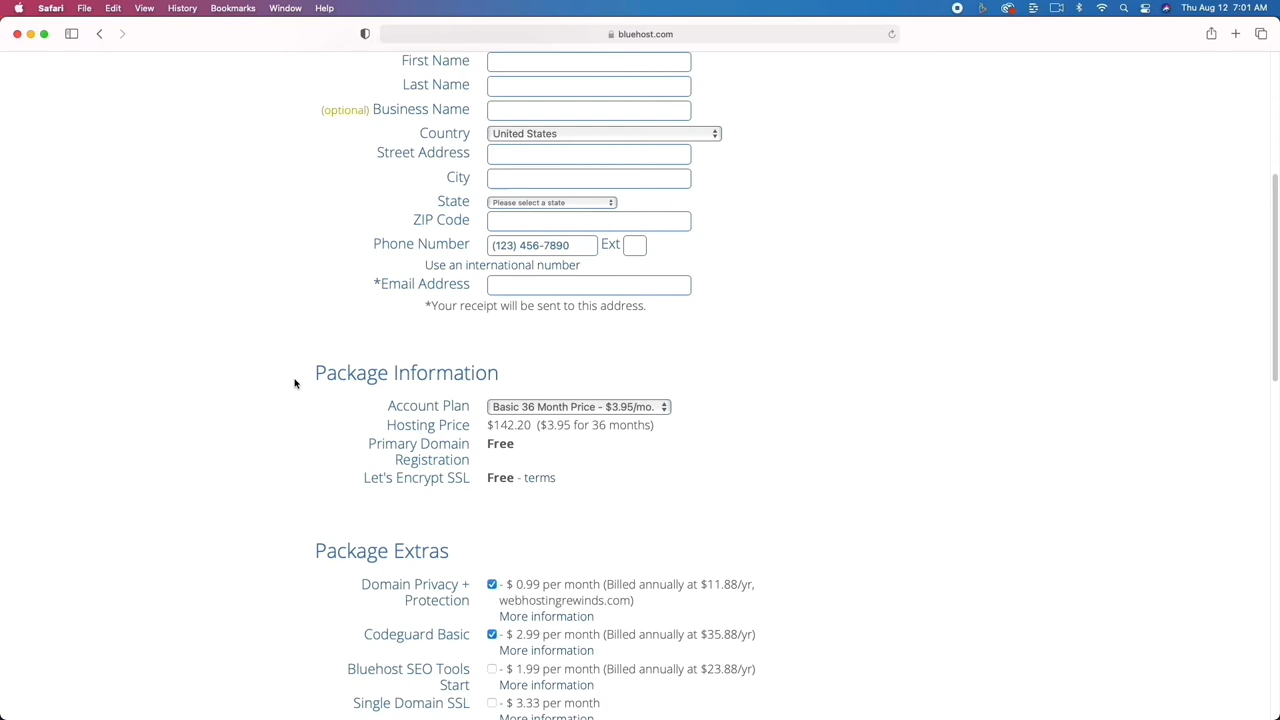 Safari File Edit View History Bookmarks Window Help Thu Aug 12 7:01 AM
bluehost.com
First Name
Last Name
(optional) Business Name
Country United States
Street Address
City
State Please select a state
ZIP Code
Phone Number (123) 456-7890 Ext
Use an international number
*Email Address
*Your receipt will be sent to this address.
Package Information
Account Plan Basic 36 Month Price - $3.95/mo.
Hosting Price $142.20 ($3.95 for 36 months)
Primary Domain Free
Registration
Let's Encrypt SSL Free - terms
Package Extras
Domain Privacy + - $ 0.99 per month (Billed annually at $11.88/yr,
Protection webhostingrewinds.com)
More information
Codeguard Basic - $ 2.99 per month (Billed annually at $35.88/yr)
More information
Bluehost SEO Tools - $ 1.99 per month (Billed annually at $23.88/yr)
Start More information
Single Domain SSL - $ 3.33 per month
More information